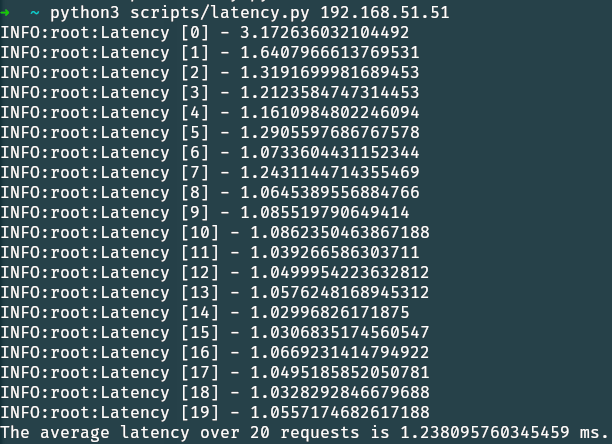 ➜  ~ python3 scripts/latency.py 192.168.51.51
INFO:root:Latency [0] - 3.172636032104492
INFO:root:Latency [1] - 1.6407966613769531
INFO:root:Latency [2] - 1.3191699981689453
INFO:root:Latency [3] - 1.2123584747314453
INFO:root:Latency [4] - 1.1610984802246094
INFO:root:Latency [5] - 1.2905597686767578
INFO:root:Latency [6] - 1.0733604431152344
INFO:root:Latency [7] - 1.2431144714355469
INFO:root:Latency [8] - 1.0645389556884766
INFO:root:Latency [9] - 1.085519790649414
INFO:root:Latency [10] - 1.0862350463867188
INFO:root:Latency [11] - 1.039266586303711
INFO:root:Latency [12] - 1.0499954223632812
INFO:root:Latency [13] - 1.0576248168945312
INFO:root:Latency [14] - 1.02996826171875
INFO:root:Latency [15] - 1.0306835174560547
INFO:root:Latency [16] - 1.0669231414794922
INFO:root:Latency [17] - 1.0495185852050781
INFO:root:Latency [18] - 1.0328292846679688
INFO:root:Latency [19] - 1.0557174682617188
The average latency over 20 requests is 1.238095760345459 ms.